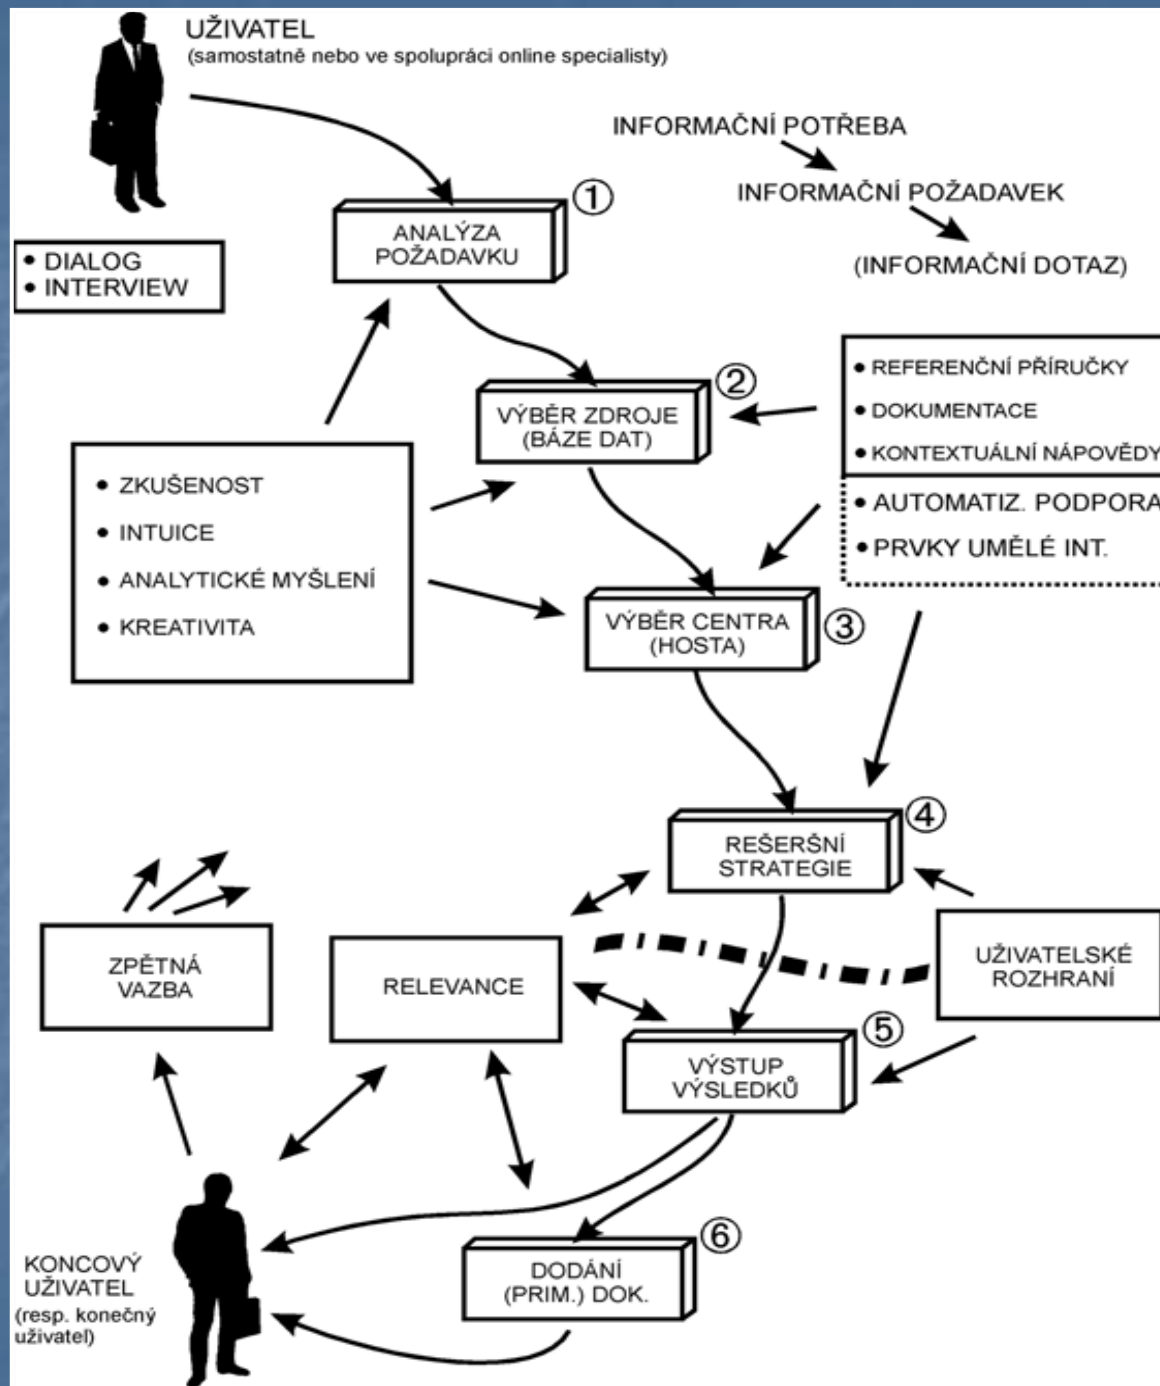 UŽIVATEL
(samostatně nebo ve spolupráci online specialisty)
INFORMAČNÍ POTŘEBA
INFORMAČNÍ POŽADAVEK
(INFORMAČNÍ DOTAZ)
①
ANALÝZA
POŽADAVKU
• DIALOG
• INTERVIEW
②
VÝBĚR ZDROJE
(BÁZE DAT)
• REFERENČNÍ PŘÍRUČKY
• DOKUMENTACE
• KONTEXTUÁLNÍ NÁPOVĚDY
• AUTOMATIZ. PODPORA
• PRVKY UMĚLÉ INT.
• ZKUŠENOST
• INTUICE
• ANALYTICKÉ MYŠLENÍ
• KREATIVITA
③
VÝBĚR CENTRA
(HOSTA)
④
REŠERŠNÍ
STRATEGIE
ZPĚTNÁ
VAZBA
RELEVANCE
UŽIVATELSKÉ
ROZHRANÍ
⑤
VÝSTUP
VÝSLEDKŮ
⑥
DODÁNÍ
(PRIM.) DOK.
KONCOVÝ
UŽIVATEL
(resp. konečný
uživatel)